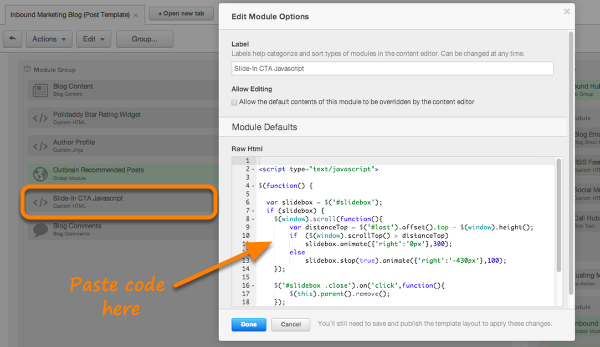 Inbound Marketing Blog (Post Template) ×
+ Open new tab
Actions
Edit
Group...
Module Group
Blog Content
Blog Content
Polldaddy Star Rating Widget
Custom HTML
Author Profile
Custom Jinja
Outbrain Recommended Posts
Module
Slide-In CTA Javascript
Custom HTML
Blog Comments
Blog Comments
Paste code
here
Edit Module Options
×
Label
Labels help categorize and sort types of modules in the content editor. Can be changed at any time.
Slide-In CTA Javascript
Allow Editing
Allow the default contents of this module to be overridden by the content editor
Module Defaults
Raw Html
1
2 <script type="text/javascript">
3
4 $(function() {
5
6 var slidebox = $('#slidebox');
7 if (slidebox) {
8 $(window).scroll(function(){
9 var distanceTop = $('#last').offset().top - $(window).height();
10 if ($(window).scrollTop() > distanceTop)
11 slidebox.animate({'right':'0px'},300);
12 else
13 slidebox.stop(true).animate({'right':'-430px'},100);
14 });
15
16 $('#slidebox .close').on('click',function(){
17 $(this).parent().remove();
18 });
Done
Cancel
You'll still need to save and publish the template layout to apply these changes.